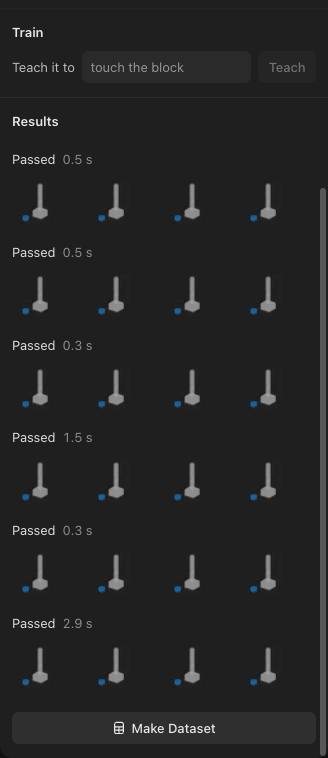 Train
Teach it to touch the block Teach
Results
Passed 0.5 s
Passed 0.5 s
Passed 0.3 s
Passed 1.5 s
Passed 0.3 s
Passed 2.9 s
Make Dataset